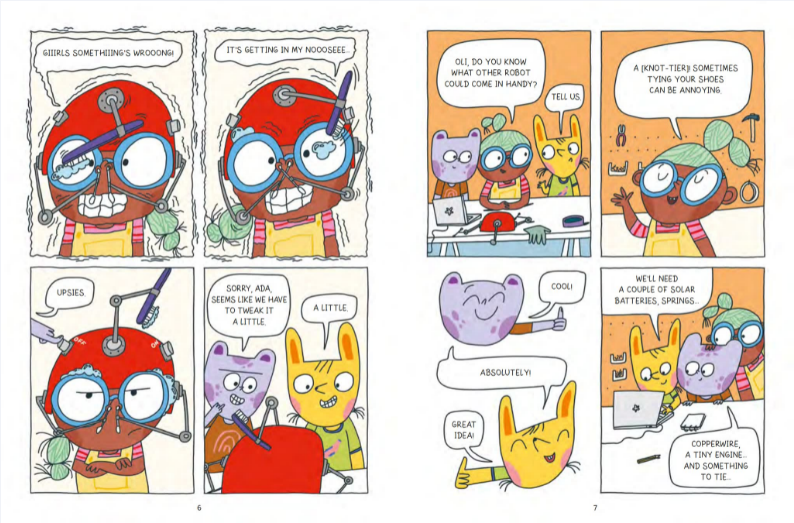 GIIIRLS SOMETHIIING'S WROOONG!
IT'S GETTING IN MY NOOOSEEE...
UPSIES.
OFF
ON
SORRY, ADA,
SEEMS LIKE WE HAVE
TO TWEAK IT
A LITTLE.
A LITTLE.
6
OLI, DO YOU KNOW
WHAT OTHER ROBOT
COULD COME IN HANDY?
TELL US.
A (KNOT-TIER)! SOMETIMES
TYING YOUR SHOES
CAN BE ANNOYING.
COOL!
ABSOLUTELY!
GREAT
IDEA!
WE'LL NEED
A COUPLE OF SOLAR
BATTERIES, SPRINGS...
COPPERWIRE,
A TINY ENGINE...
AND SOMETHING
TO TIE...
7